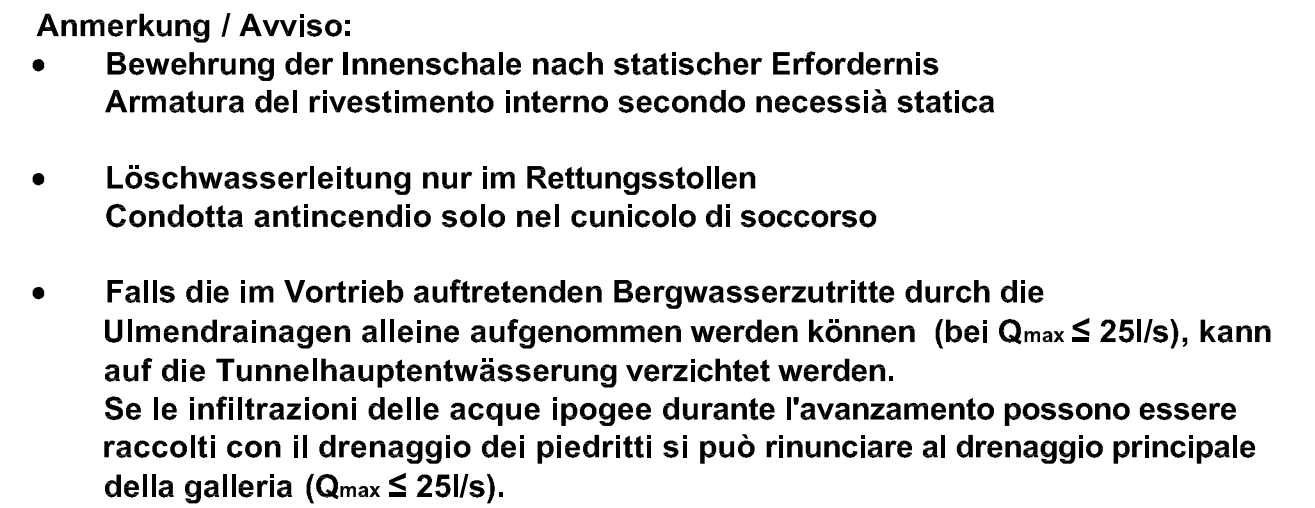 Anmerkung / Avviso:
• Bewehrung der Innenschale nach statischer Erfordernis
Armatura del rivestimento interno secondo necessià statica
• Löschwasserleitung nur im Rettungsstollen
Condotta antincendio solo nel cunicolo di soccorso
• Falls die im Vortrieb auftretenden Bergwasserzutritte durch die
Ulmendrainagen alleine aufgenommen werden können (bei Qmax ≤ 25l/s), kann
auf die Tunnelhauptentwässerung verzichtet werden.
Se le infiltrazioni delle acque ipogee durante l'avanzamento possono essere
raccolti con il drenaggio dei piedritti si può rinunciare al drenaggio principale
della galleria (Qmax ≤ 25l/s).